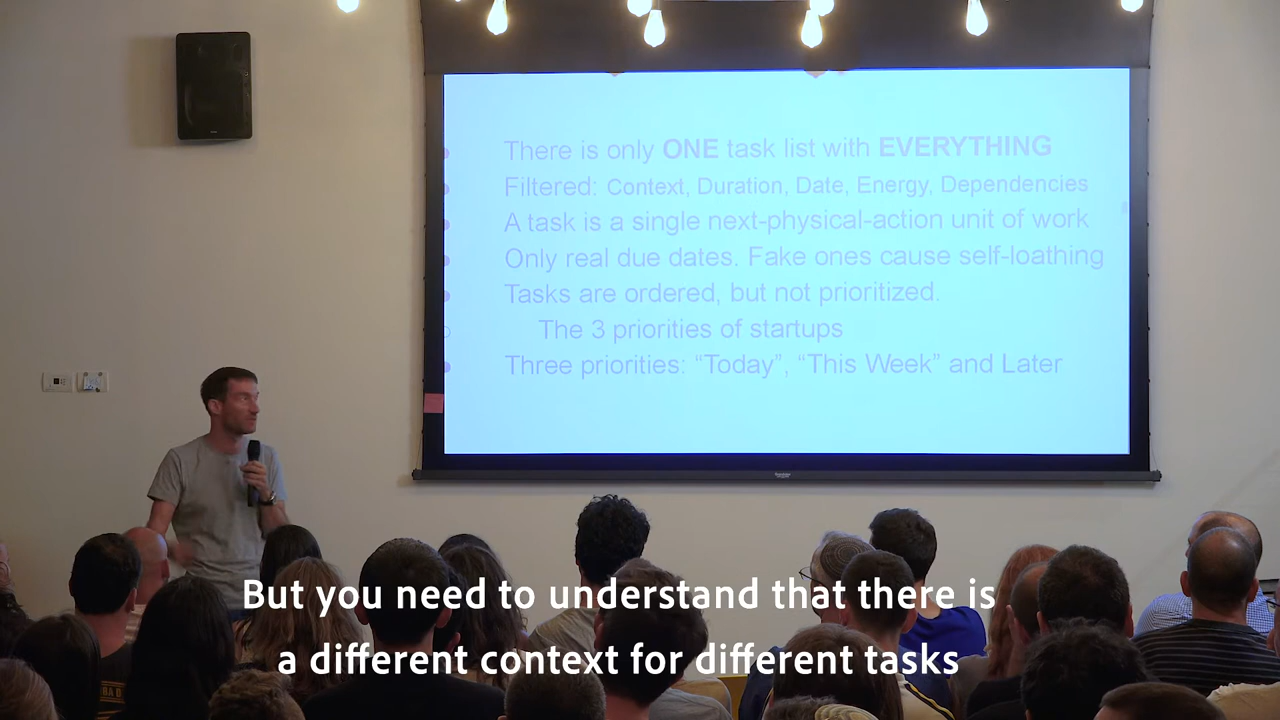 There is only ONE task list with EVERYTHING
Filtered: Context, Duration, Date, Energy, Dependencies
A task is a single next-physical-action unit of work
Only real due dates. Fake ones cause self-loathing
Tasks are ordered, but not prioritized.
The 3 priorities of startups
Three priorities: “Today”, “This Week” and Later
But you need to understand that there is
a different context for different tasks